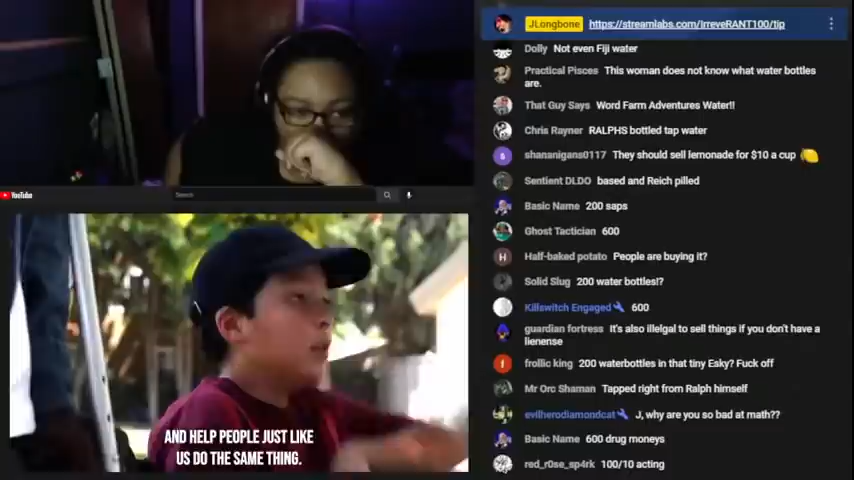 JLongbone https://streamlabs.com/IrreveRANT100/tip
Dolly Not even Fiji water
Practical Pisces This woman does not know what water bottles
are.
That Guy Says Word Farm Adventures Water!!
Chris Rayner RALPHS bottled tap water
shananigans0117 They should sell lemonade for $10 a cup 🍋
Sentient DLDO based and Reich pilled
Basic Name 200 saps
Ghost Tactician 600
H Half-baked potato People are buying it?
Solid Slug 200 water bottles!?
Killswitch Engaged 600
guardian fortress it's also illelgal to sell things if you don't have a
lienense
f frollic king 200 waterbottles in that tiny Esky? Fuck off
Mr Orc Shaman Tapped right from Ralph himself
evilherodiamondcat J, why are you so bad at math??
Basic Name 600 drug moneys
red_r0se_sp4rk 100/10 acting
YouTube
Search
AND HELP PEOPLE JUST LIKE
US DO THE SAME THING.